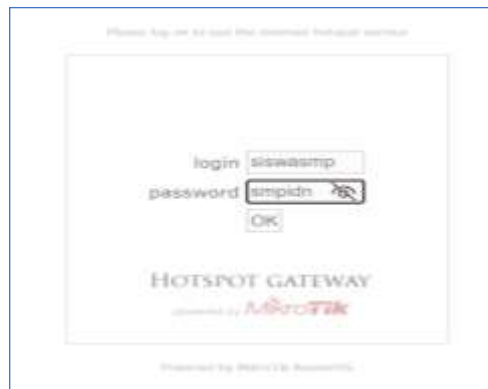 Please log on to use the mikrotik hotspot service
login siswasmp
password smpidn
OK
HOTSPOT GATEWAY
powered by MikroTik
Powered by MikroTik RouterOS